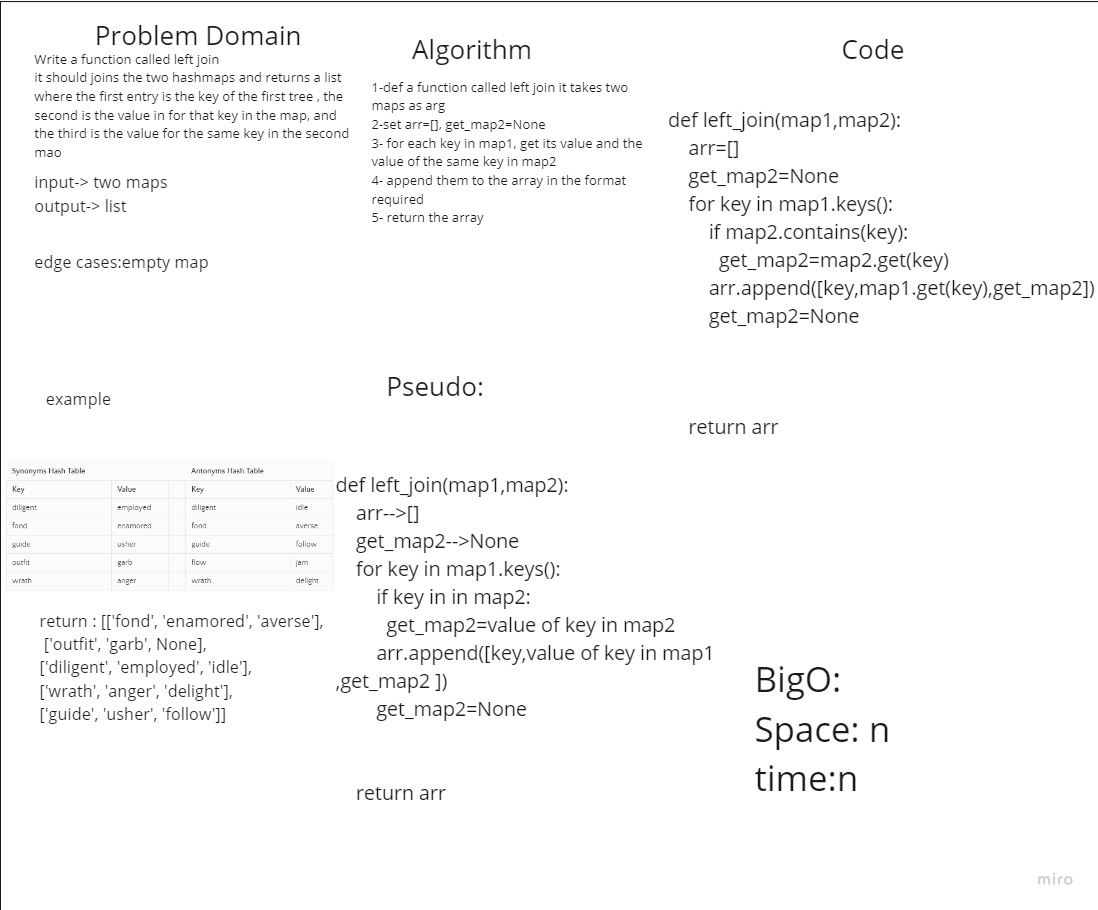 Problem Domain
Write a function called left join
it should joins the two hashmaps and returns a list
where the first entry is the key of the first tree , the
second is the value in for that key in the map, and
the third is the value for the same key in the second
mao
input-> two maps
output-> list
edge cases:empty map
example
Synonyms Hash Table Antonyms Hash Table
Key Value Key Value
diligent employed diligent idle
fond enamored fond averse
guide usher guide follow
outfit garb flow jam
wrath anger wrath delight
return : [['fond', 'enamored', 'averse'],
['outfit', 'garb', None],
['diligent', 'employed', 'idle'],
['wrath', 'anger', 'delight'],
['guide', 'usher', 'follow']]
Algorithm
1-def a function called left join it takes two
maps as arg
2-set arr=[], get_map2=None
3- for each key in map1, get its value and the
value of the same key in map2
4- append them to the array in the format
required
5- return the array
Pseudo:
def left_join(map1,map2):
arr-->[]
get_map2-->None
for key in map1.keys():
if key in in map2:
get_map2=value of key in map2
arr.append([key,value of key in map1
,get_map2 ])
get_map2=None
return arr
Code
def left_join(map1,map2):
arr=[]
get_map2=None
for key in map1.keys():
if map2.contains(key):
get_map2=map2.get(key)
arr.append([key,map1.get(key),get_map2])
get_map2=None
return arr
BigO:
Space: n
time:n
miro